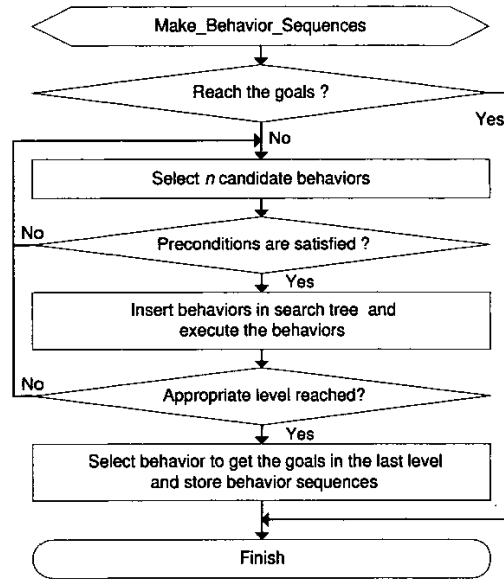 Make_Behavior_Sequences
Reach the goals ?
Yes
No
Select n candidate behaviors
No
Preconditions are satisfied ?
Yes
Insert behaviors in search tree and
execute the behaviors
No
Appropriate level reached?
Yes
Select behavior to get the goals in the last level
and store behavior sequences
Finish